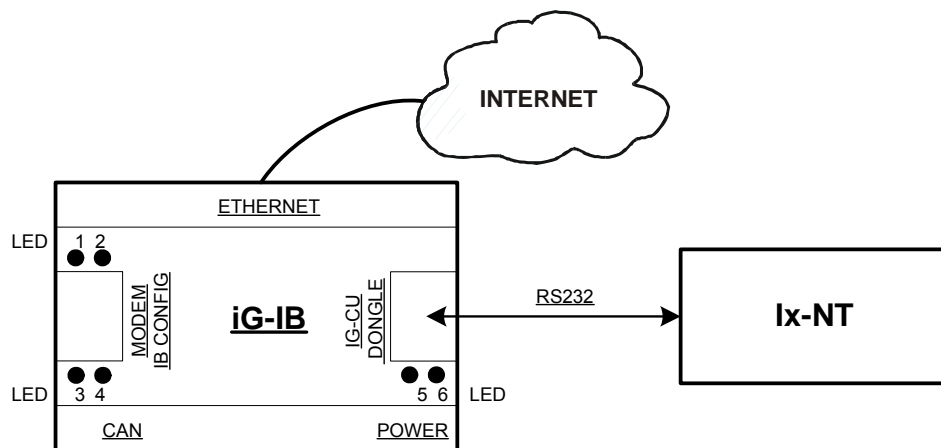 INTERNET
ETHERNET
LED
1 2
MODEM
IB CONFIG
iG-IB
IG-CU
DONGLE
RS232
Ix-NT
LED
3 4
5 6
LED
CAN
POWER